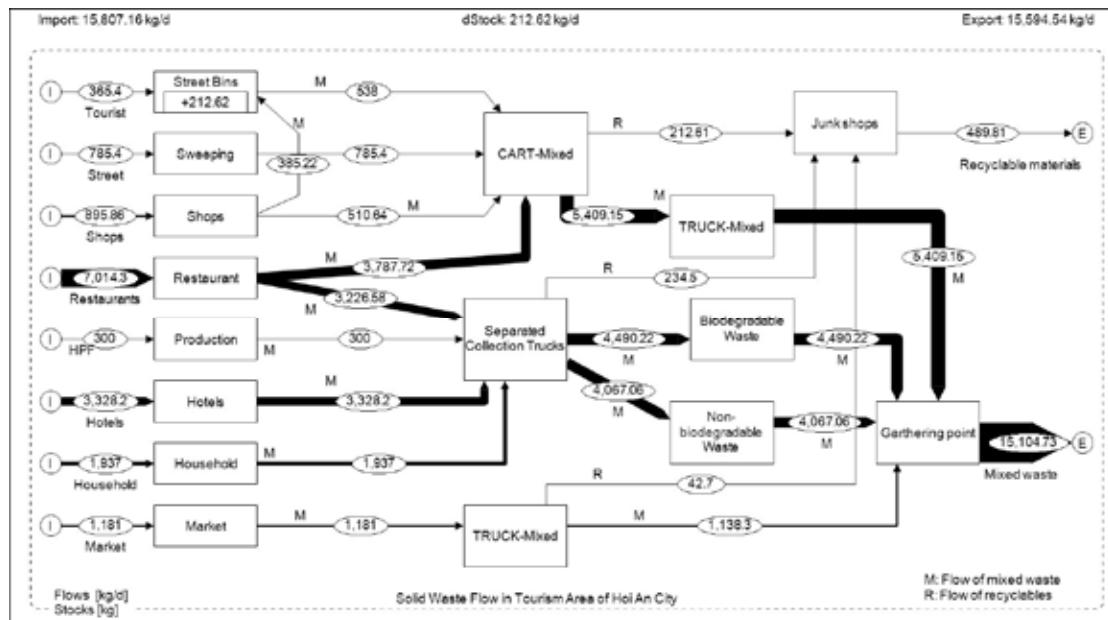 Import: 15,807.16 kg/d
dStock: 212.62 kg/d
Export: 15,594.54 kg/d
I
365.4
Tourist
Street Bins
+212.62
M
538
M
385.22
I
785.4
Street
Sweeping
785.4
I
895.86
Shops
Shops
510.64
M
CART-Mixed
R
212.61
Junk shops
489.81
E
Recyclable materials
M
5,409.15
TRUCK-Mixed
5,409.15
M
I
7,014.3
Restaurants
Restaurant
M
3,787.72
3,226.58
M
R
234.5
I
300
HPF
Production
M
300
Separated
Collection Trucks
4,490.22
M
Biodegradable
Waste
4,490.22
M
I
3,328.2
Hotels
Hotels
M
3,328.2
4,067.06
M
Non-
biodegradable
Waste
4,067.06
M
Garthering point
15,104.73
E
Mixed waste
I
1,937
Household
Household
M
1,937
R
42.7
I
1,181
Market
Market
M
1,181
TRUCK-Mixed
M
1,138.3
Flows [kg/d]
Stocks [kg]
Solid Waste Flow in Tourism Area of Hoi An City
M: Flow of mixed waste
R: Flow of recyclables